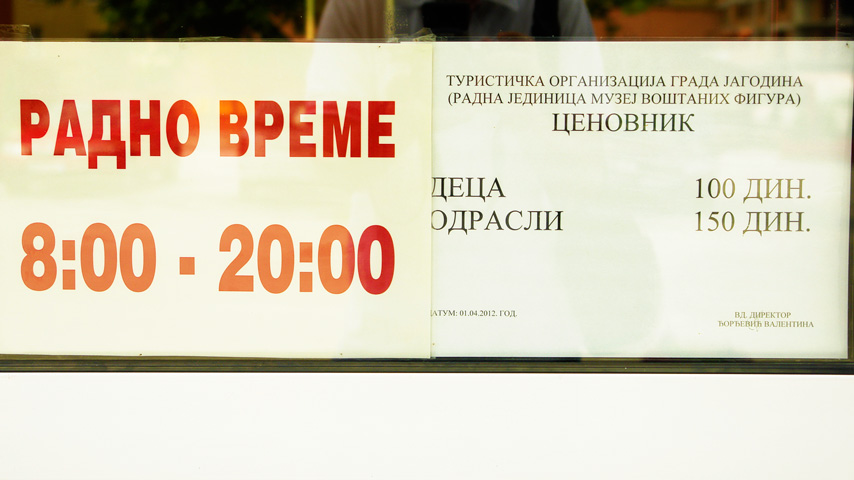 РАДНО ВРЕМЕ
8:00 - 20:00
ТУРИСТИЧКА ОРГАНИЗАЦИЈА ГРАДА ЈАГОДИНА
(РАДНА ЈЕДИНИЦА МУЗЕЈ ВОШТАНИХ ФИГУРА)
ЦЕНОВНИК
ДЕЦА 100 ДИН.
ОДРАСЛИ 150 ДИН.
ДАТУМ: 01.04.2012. ГОД.
ВД. ДИРЕКТОР
ЂОРЂЕВИЋ ВАЛЕНТИНА